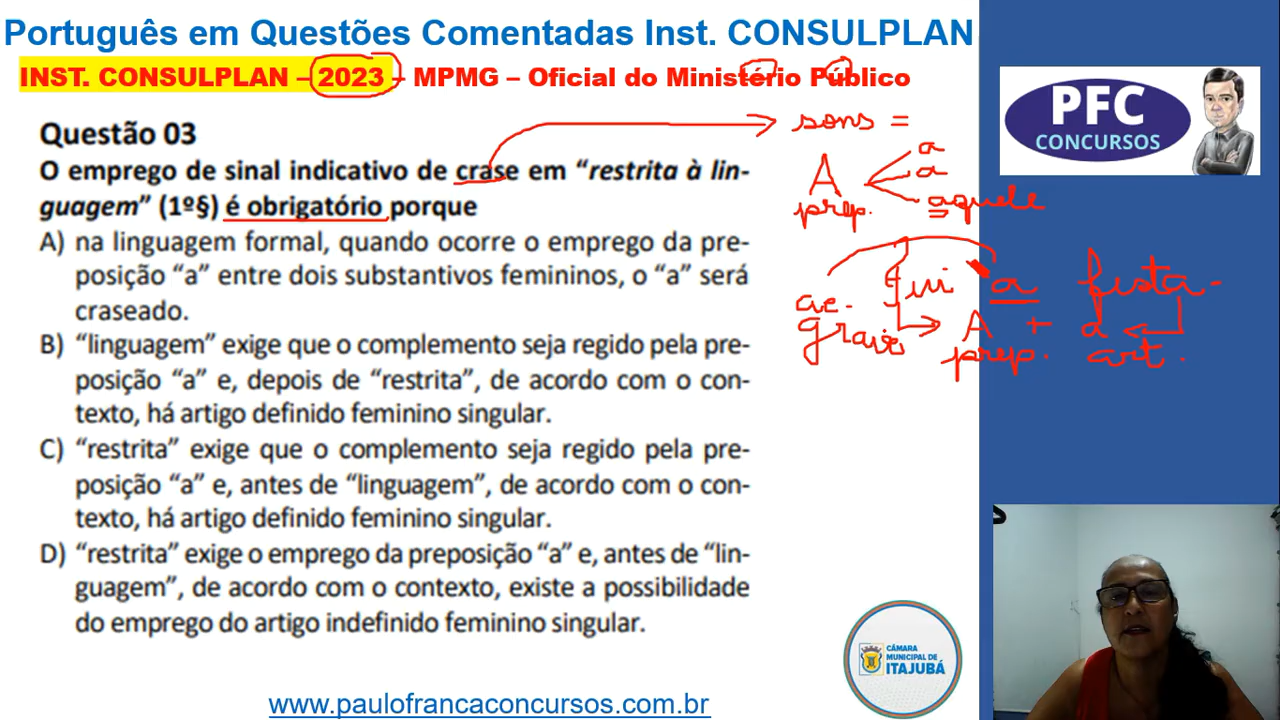 Português em Questões Comentadas Inst. CONSULPLAN
INST. CONSULPLAN – 2023 – MPMG – Oficial do Ministério Público
Questão 03
O emprego de sinal indicativo de crase em “restrita à lin-
guagem” (1º§) é obrigatório porque
A) na linguagem formal, quando ocorre o emprego da pre-
posição “a” entre dois substantivos femininos, o “a” será
craseado.
B) “linguagem” exige que o complemento seja regido pela pre-
posição “a” e, depois de “restrita”, de acordo com o con-
texto, há artigo definido feminino singular.
C) “restrita” exige que o complemento seja regido pela pre-
posição “a” e, antes de “linguagem”, de acordo com o con-
texto, há artigo definido feminino singular.
D) “restrita” exige o emprego da preposição “a” e, antes de “lin-
guagem”, de acordo com o contexto, existe a possibilidade
do emprego do artigo indefinido feminino singular.
www.paulofrancaconcursos.com.br
sons =
a
A a
prep. aquele
ac. fui a festa.
grave A + a
prep. art.
PFC
CONCURSOS
CÂMARA
MUNICIPAL DE
ITAJUBÁ